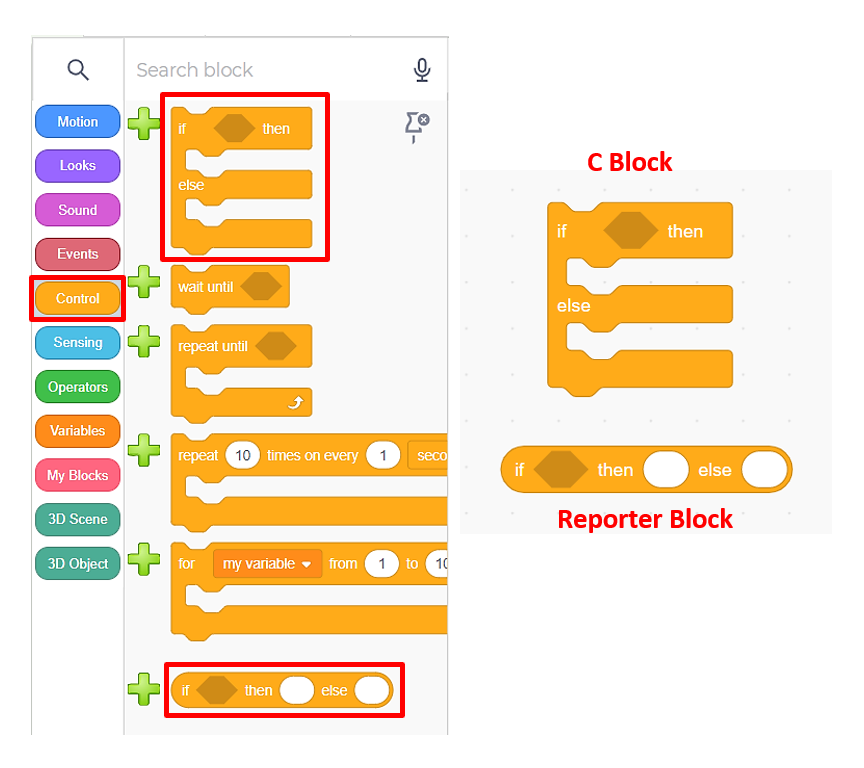 Search block
Motion
Looks
Sound
Events
Control
Sensing
Operators
Variables
My Blocks
3D Scene
3D Object
if then
else
wait until
repeat until
repeat 10 times on every 1 seco
for my variable from 1 to 10
if then else
C Block
if then
else
if then else
Reporter Block